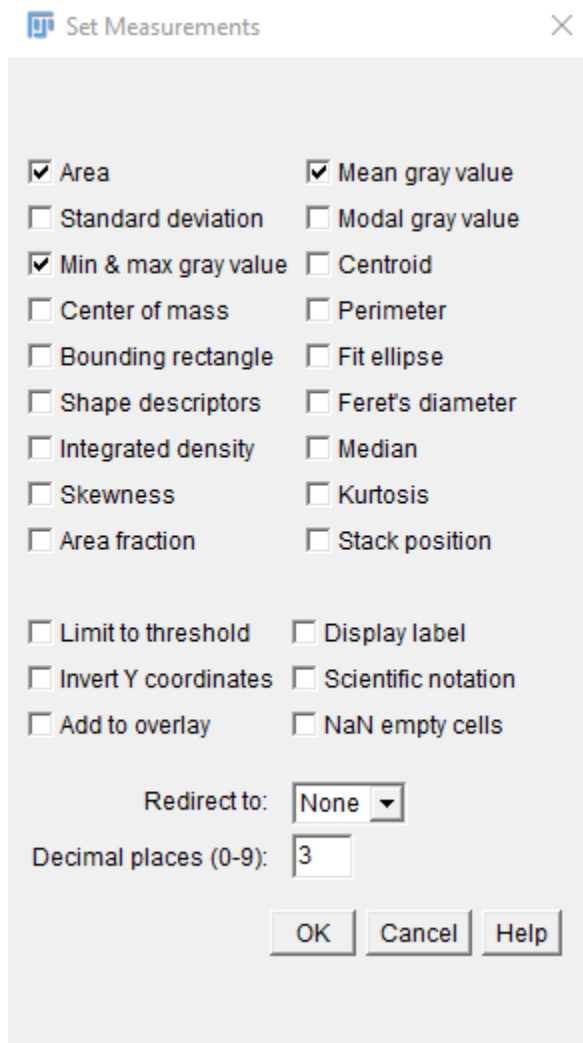 Set Measurements
Area Mean gray value
Standard deviation Modal gray value
Min & max gray value Centroid
Center of mass Perimeter
Bounding rectangle Fit ellipse
Shape descriptors Feret's diameter
Integrated density Median
Skewness Kurtosis
Area fraction Stack position
Limit to threshold Display label
Invert Y coordinates Scientific notation
Add to overlay NaN empty cells
Redirect to: None
Decimal places (0-9): 3
OK Cancel Help